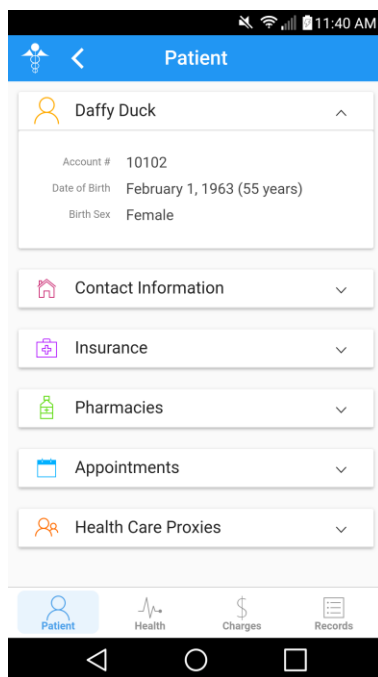 11:40 AM
Patient
Daffy Duck
Account # 10102
Date of Birth February 1, 1963 (55 years)
Birth Sex Female
Contact Information
Insurance
Pharmacies
Appointments
Health Care Proxies
Patient Health Charges Records